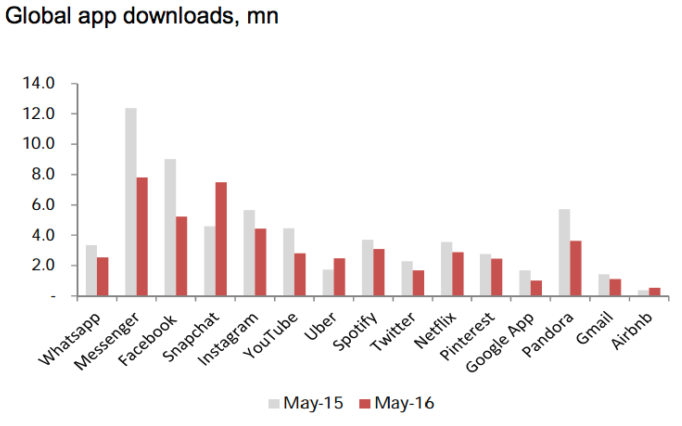 Global app downloads, mn
14.0
12.0
10.0
8.0
6.0
4.0
2.0
-
Whatsapp
Messenger
Facebook
Snapchat
Instagram
YouTube
Uber
Spotify
Twitter
Netflix
Pinterest
Google App
Pandora
Gmail
Airbnb
May-15 May-16